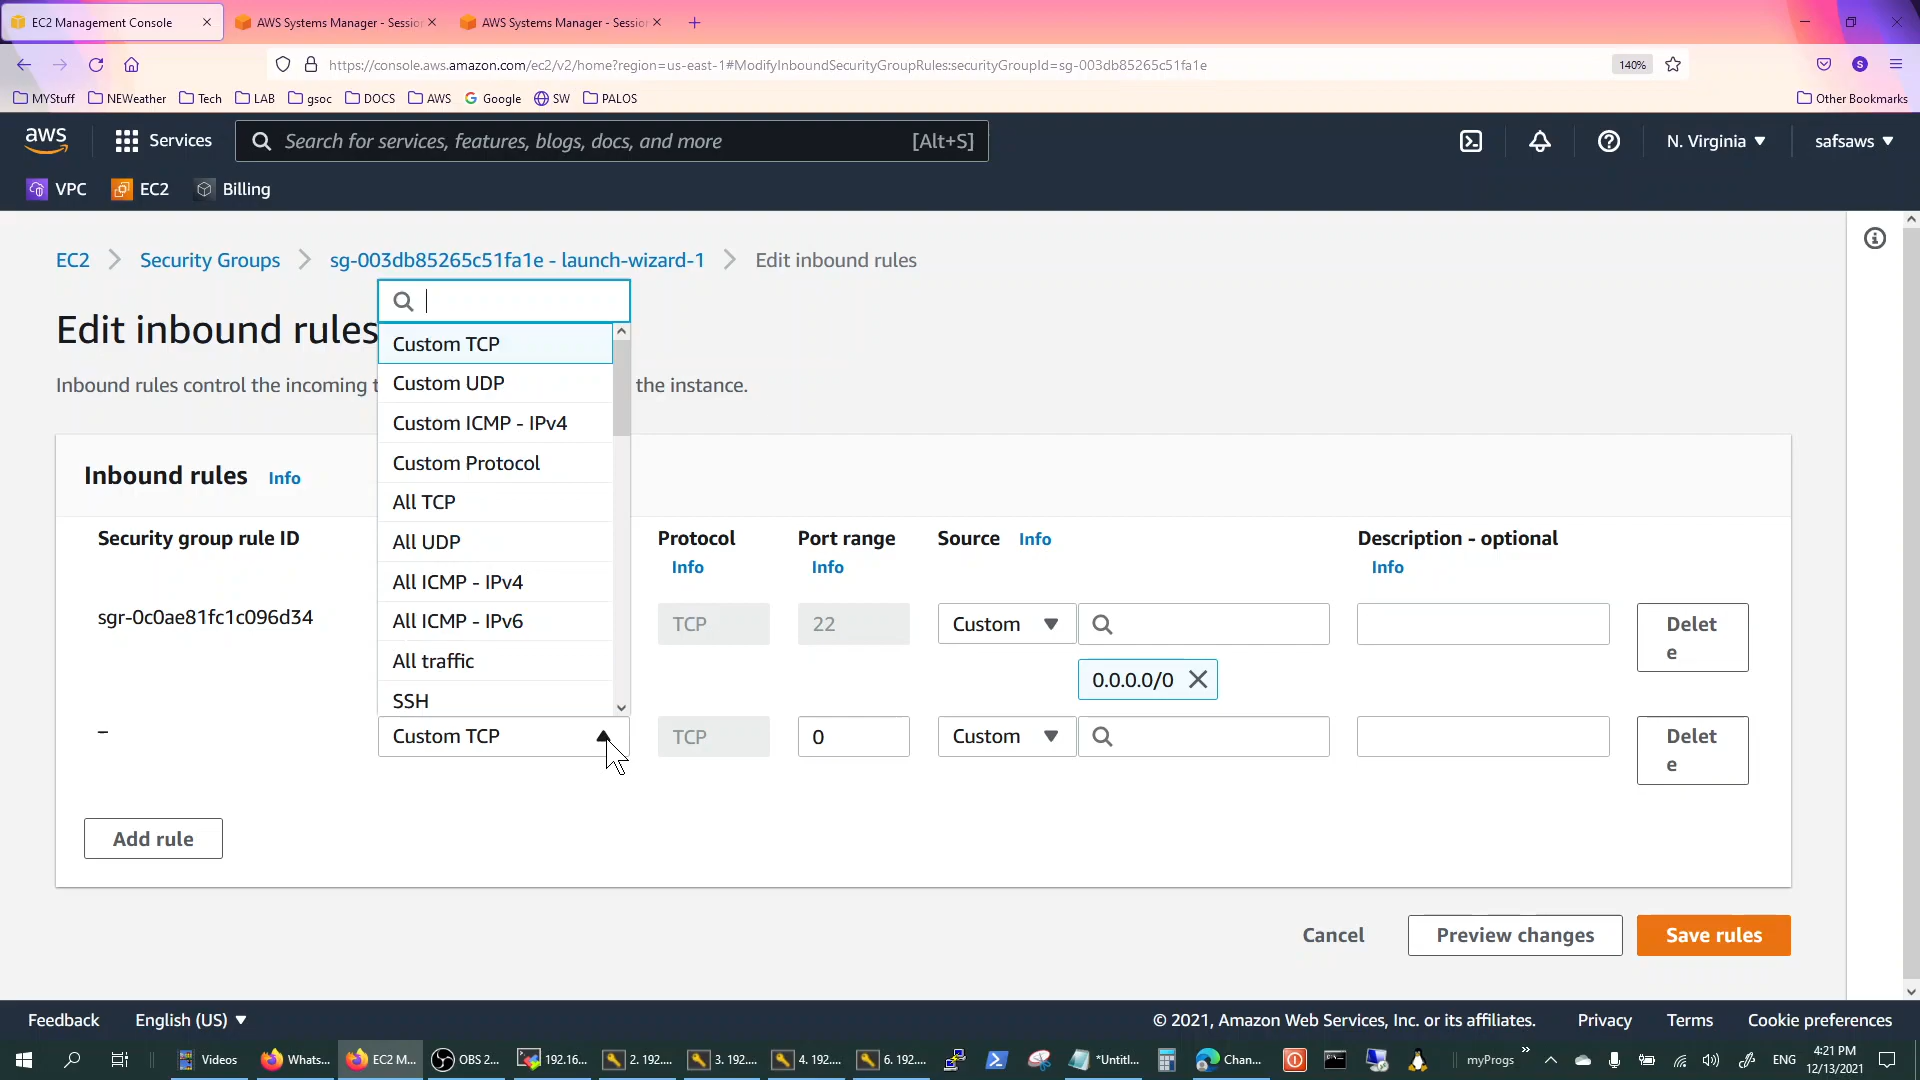 EC2 Management Console
AWS Systems Manager - Session
AWS Systems Manager - Session
https://console.aws.amazon.com/ec2/v2/home?region=us-east-1#ModifyInboundSecurityGroupRules:securityGroupId=sg-003db85265c51fa1e
140%
S
MYStuff
NEWeather
Tech
LAB
gsoc
DOCS
AWS
Google
SW
PALOS
Other Bookmarks
aws
Services
Search for services, features, blogs, docs, and more
[Alt+S]
N. Virginia
safsaws
VPC
EC2
Billing
EC2
Security Groups
sg-003db85265c51fa1e - launch-wizard-1
Edit inbound rules
Edit inbound rules
Inbound rules control the incoming t
the instance.
Custom TCP
Custom UDP
Custom ICMP - IPv4
Custom Protocol
All TCP
All UDP
All ICMP - IPv4
All ICMP - IPv6
All traffic
SSH
Inbound rules Info
Security group rule ID
Protocol
Info
Port range
Info
Source Info
Description - optional
Info
sgr-0c0ae81fc1c096d34
TCP
22
Custom
0.0.0.0/0
Delet
e
–
Custom TCP
TCP
0
Custom
Delet
e
Add rule
Cancel
Preview changes
Save rules
Feedback
English (US)
© 2021, Amazon Web Services, Inc. or its affiliates.
Privacy
Terms
Cookie preferences
Videos
Whats...
EC2 M...
OBS 2...
192.16...
2. 192....
3. 192....
4. 192....
6. 192....
*Untitl...
Chan...
myProgs
ENG
4:21 PM
12/13/2021